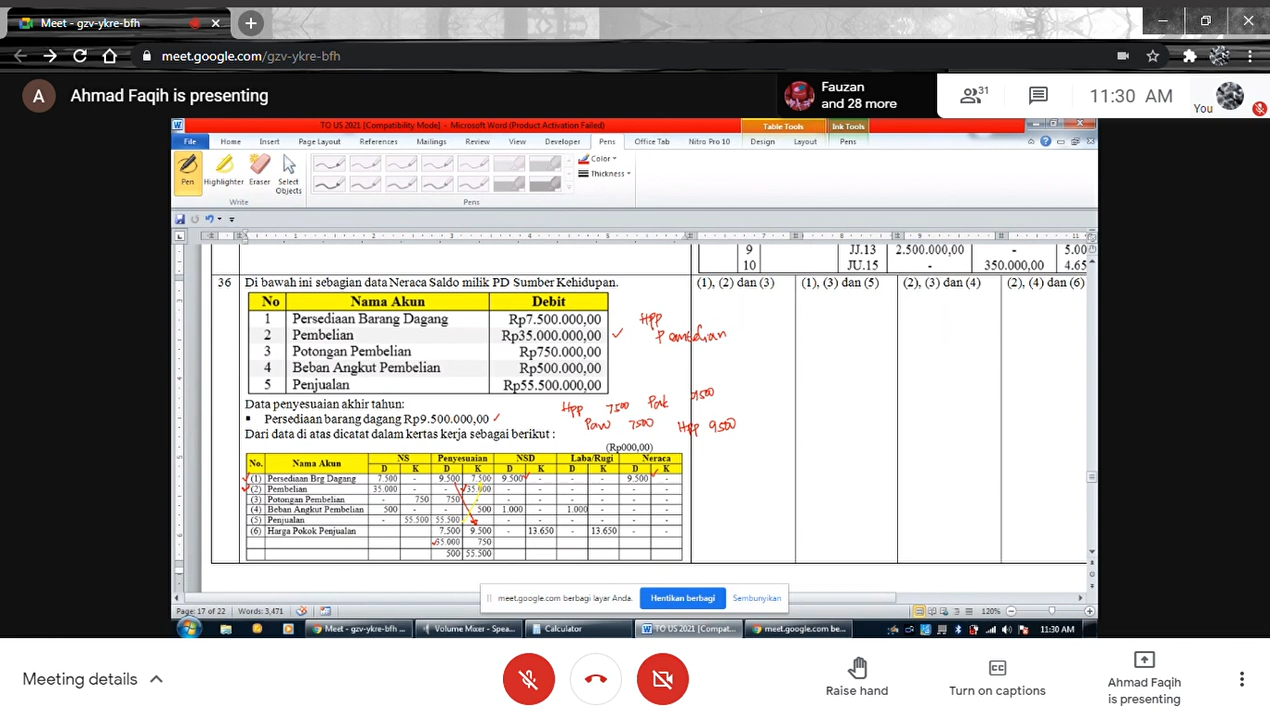 Meet - gzv-ykre-bfh
meet.google.com/gzv-ykre-bfh
A Ahmad Faqih is presenting
Fauzan
and 28 more
31
11:30 AM
You
TO US 2021 [Compatibility Mode] - Microsoft Word (Product Activation Failed)
Table Tools Ink Tools
File Home Insert Page Layout References Mailings Review View Developer Pens Office Tab Nitro Pro 10 Design Layout Pens
Pen Highlighter Eraser Select Objects
Color
Thickness
Write Pens
9 JJ.13 2.500.000,00 - 5.00
10 JU.15 - 350.000,00 4.65
36 Di bawah ini sebagian data Neraca Saldo milik PD Sumber Kehidupan. (1), (2) dan (3) (1), (3) dan (5) (2), (3) dan (4) (2), (4) dan (6)
No Nama Akun Debit
1 Persediaan Barang Dagang Rp7.500.000,00 Hpp
2 Pembelian Rp35.000.000,00 Pembelian
3 Potongan Pembelian Rp750.000,00
4 Beban Angkut Pembelian Rp500.000,00
5 Penjualan Rp55.500.000,00
Data penyesuaian akhir tahun:
Hpp 7500 9500
Persediaan barang dagang Rp9.500.000,00
7500 Hpp 9500
Dari data di atas dicatat dalam kertas kerja sebagai berikut :
(Rp000,00)
No. Nama Akun NS Penyesuaian NSD Laba/Rugi Neraca
D K D K D K D K D K
(1) Persediaan Brg Dagang 7.500 - 9.500 7.500 9.500 - - - 9.500 -
(2) Pembelian 35.000 - - 35.000 - - - - - -
(3) Potongan Pembelian - 750 750 - - - - - - -
(4) Beban Angkut Pembelian 500 - - 500 1.000 - 1.000 - - -
(5) Penjualan - 55.500 55.500 - - - - - - -
(6) Harga Pokok Penjualan 7.500 9.500 - 13.650 - 13.650 - -
35.000 750
500 55.500
meet.google.com berbagi layar Anda. Hentikan berbagi Sembunyikan
Page: 17 of 22 Words: 3,471 120%
Meet - gzv-ykre-bfh ... Volume Mixer - Spea... Calculator TO US 2021 [Compat... meet.google.com be... 11:30 AM
Meeting details
Raise hand
Turn on captions
Ahmad Faqih
is presenting